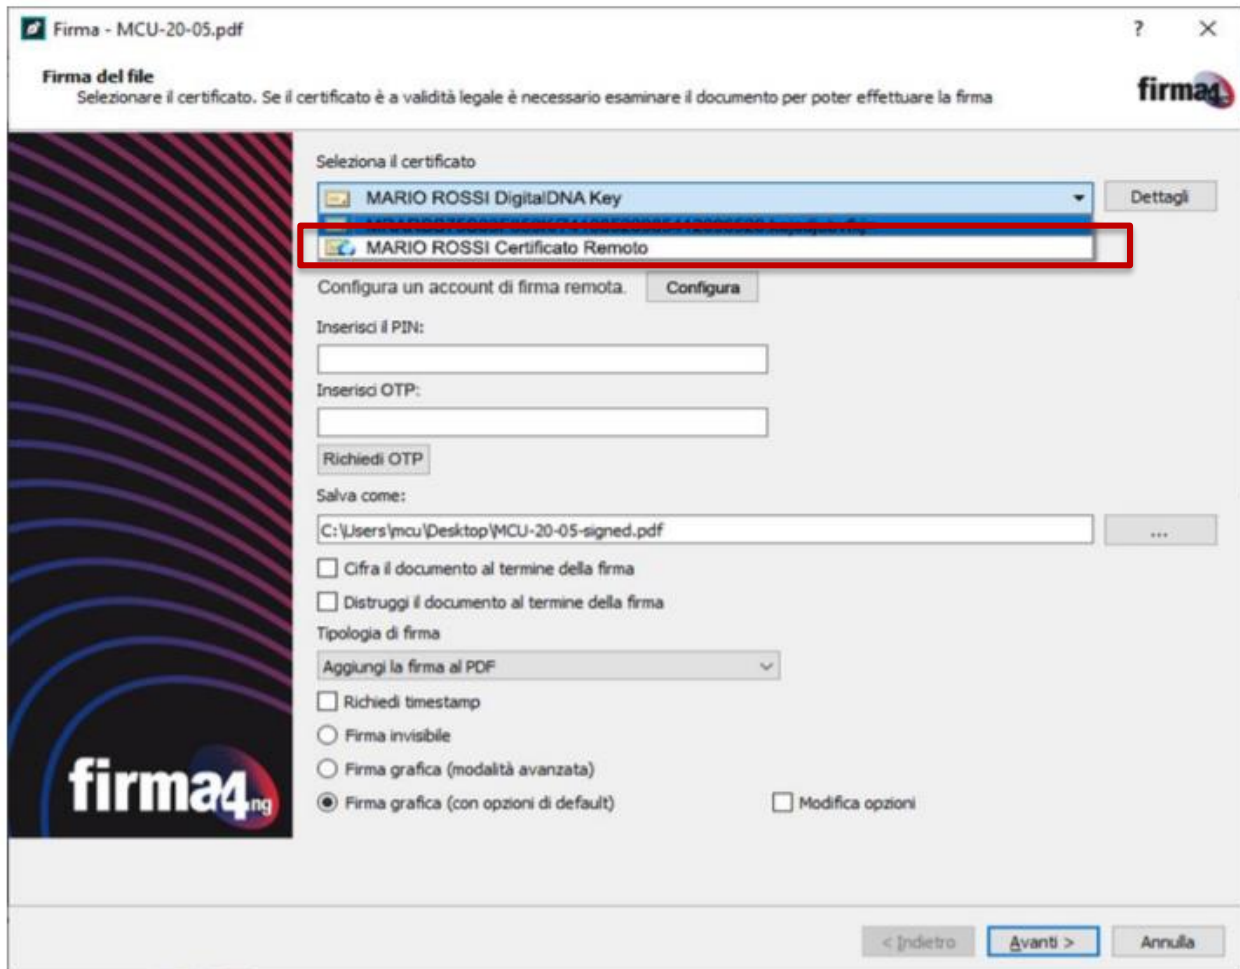 Firma - MCU-20-05.pdf
?
Firma del file
Selezionare il certificato. Se il certificato è a validità legale è necessario esaminare il documento per poter effettuare la firma
firma4
Seleziona il certificato
MARIO ROSSI DigitalDNA Key
Dettagli
MARIO ROSSI Certificato Remoto
Configura un account di firma remota.
Configura
Inserisci il PIN:
Inserisci OTP:
Richiedi OTP
Salva come:
C:\Users\mcu\Desktop\MCU-20-05-signed.pdf
...
Cifra il documento al termine della firma
Distruggi il documento al termine della firma
Tipologia di firma
Aggiungi la firma al PDF
Richiedi timestamp
Firma invisibile
Firma grafica (modalità avanzata)
Firma grafica (con opzioni di default)
Modifica opzioni
firma4ng
< Indietro
Avanti >
Annulla